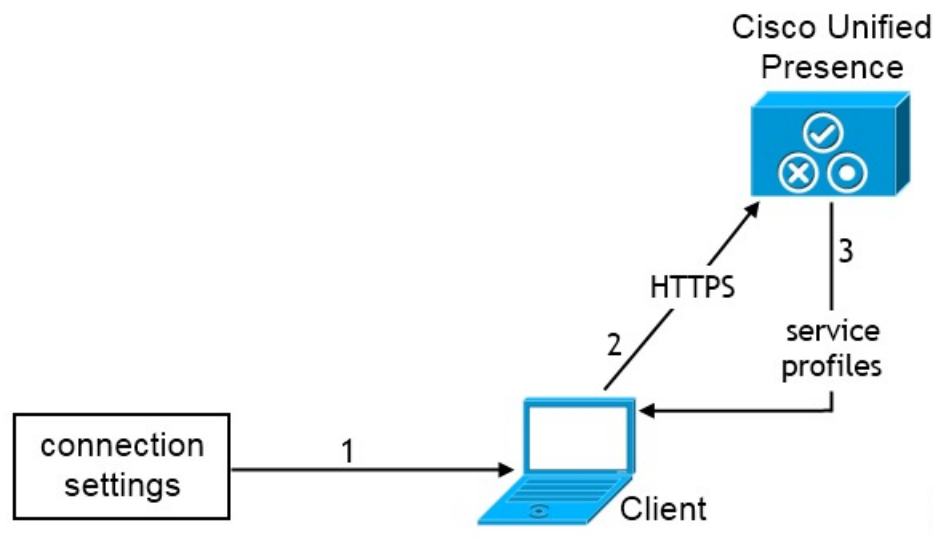 Cisco Unified
Presence
3
HTTPS
service
profiles
2
connection
settings
1
Client